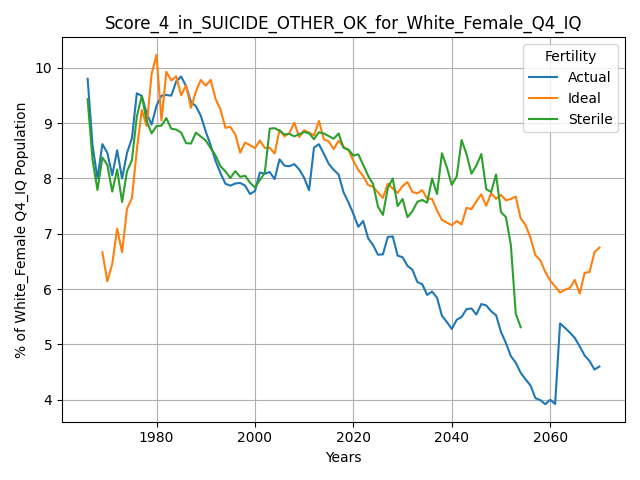 Score_4_in_SUICIDE_OTHER_OK_for_White_Female_Q4_IQ
Fertility
Actual
Ideal
Sterile
% of White_Female Q4_IQ Population
10
9
8
7
6
5
4
1980
2000
2020
2040
2060
Years